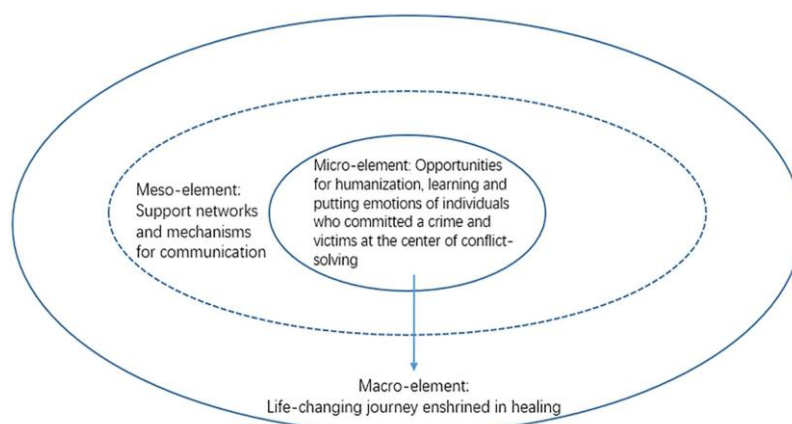 Micro-element: Opportunities
for humanization, learning and
putting emotions of individuals
who committed a crime and
victims at the center of conflict-
solving
Meso-element:
Support networks
and mechanisms
for communication
Macro-element:
Life-changing journey enshrined in healing